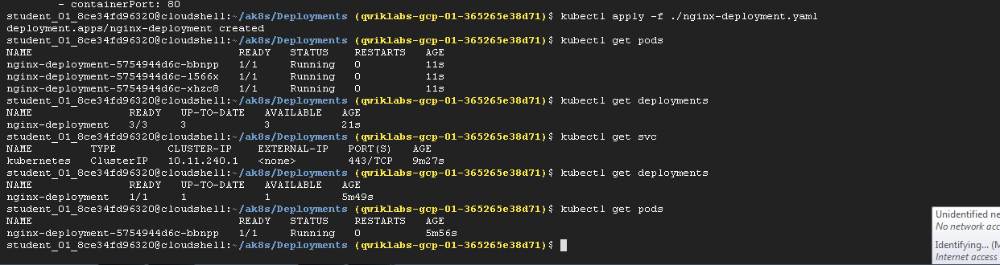 - containerPort: 80
student_01_8ce34fd96320@cloudshell:~/ak8s/Deployments (qwiklabs-gcp-01-365265e38d71)$ kubectl apply -f ./nginx-deployment.yaml
deployment.apps/nginx-deployment created
student_01_8ce34fd96320@cloudshell:~/ak8s/Deployments (qwiklabs-gcp-01-365265e38d71)$ kubectl get pods
NAME READY STATUS RESTARTS AGE
nginx-deployment-5754944d6c-bbnpp 1/1 Running 0 11s
nginx-deployment-5754944d6c-l566x 1/1 Running 0 11s
nginx-deployment-5754944d6c-xhzc8 1/1 Running 0 11s
student_01_8ce34fd96320@cloudshell:~/ak8s/Deployments (qwiklabs-gcp-01-365265e38d71)$ kubectl get deployments
NAME READY UP-TO-DATE AVAILABLE AGE
nginx-deployment 3/3 3 3 21s
student_01_8ce34fd96320@cloudshell:~/ak8s/Deployments (qwiklabs-gcp-01-365265e38d71)$ kubectl get svc
NAME TYPE CLUSTER-IP EXTERNAL-IP PORT(S) AGE
kubernetes ClusterIP 10.11.240.1 <none> 443/TCP 9m27s
student_01_8ce34fd96320@cloudshell:~/ak8s/Deployments (qwiklabs-gcp-01-365265e38d71)$ kubectl get deployments
NAME READY UP-TO-DATE AVAILABLE AGE
nginx-deployment 1/1 1 1 5m49s
student_01_8ce34fd96320@cloudshell:~/ak8s/Deployments (qwiklabs-gcp-01-365265e38d71)$ kubectl get pods
NAME READY STATUS RESTARTS AGE
nginx-deployment-5754944d6c-bbnpp 1/1 Running 0 5m56s
student_01_8ce34fd96320@cloudshell:~/ak8s/Deployments (qwiklabs-gcp-01-365265e38d71)$
Unidentified ne
No network acc
Identifying... (M
Internet access